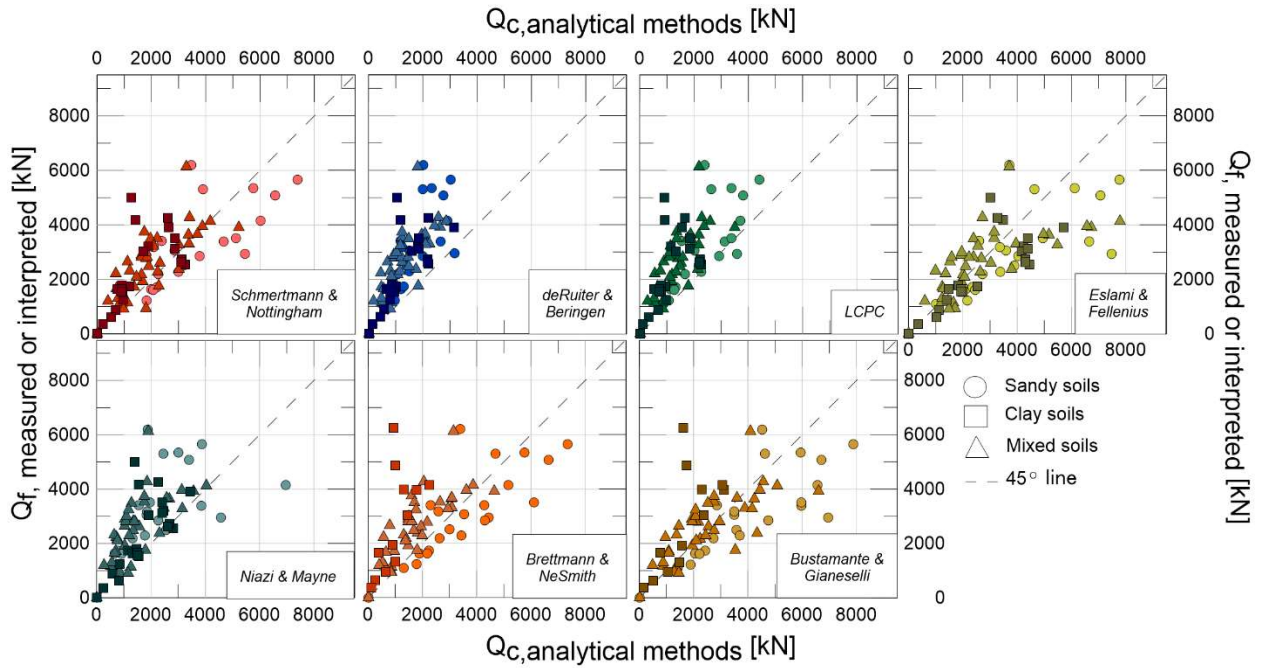 Qc,analytical methods [kN]
0 2000 4000 6000 8000 0 2000 4000 6000 8000 0 2000 4000 6000 8000 0 2000 4000 6000 8000
Qf, measured or interpreted [kN]
8000
6000
4000
2000
0
Schmertmann &
Nottingham
deRuiter &
Beringen
LCPC
Eslami &
Fellenius
8000
6000
4000
2000
0
Qf, measured or interpreted [kN]
0 2000 4000 6000 8000
Qf, measured or interpreted [kN]
8000
6000
4000
2000
0
Niazi & Mayne
Brettmann &
NeSmith
Bustamante &
Gianeselli
8000
6000
4000
2000
0
Sandy soils
Clay soils
Mixed soils
45° line
0 2000 4000 6000 8000 0 2000 4000 6000 8000 0 2000 4000 6000 8000
Qc,analytical methods [kN]